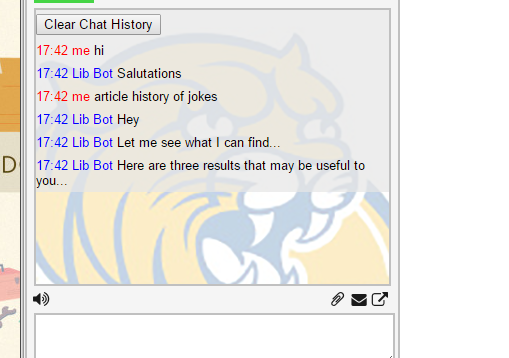 Clear Chat History
17:42 me hi
17:42 Lib Bot Salutations
17:42 me article history of jokes
17:42 Lib Bot Hey
17:42 Lib Bot Let me see what I can find...
17:42 Lib Bot Here are three results that may be useful to
you...
D